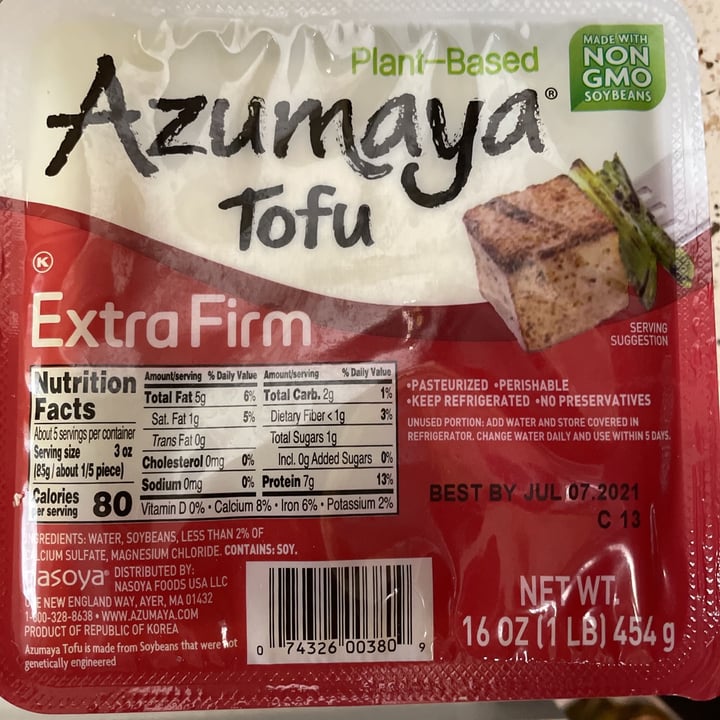 Plant-Based
Azumaya®
Tofu
MADE WITH
NON
GMO
SOYBEANS
K
Extra Firm
SERVING
SUGGESTION
Nutrition
Facts
About 5 servings per container
Serving size 3 oz
(85g/about 1/5 piece)
Calories
per serving 80
Amount/serving % Daily Value
Total Fat 5g 6%
Sat. Fat 1g 5%
Trans Fat 0g
Cholesterol 0mg 0%
Sodium 0mg 0%
Amount/serving % Daily Value
Total Carb. 2g 1%
Dietary Fiber < 1g 3%
Total Sugars 1g
Incl. 0g Added Sugars 0%
Protein 7g 13%
Vitamin D 0% • Calcium 8% • Iron 6% • Potassium 2%
•PASTEURIZED •PERISHABLE
•KEEP REFRIGERATED •NO PRESERVATIVES
UNUSED PORTION: ADD WATER AND STORE COVERED IN
REFRIGERATOR. CHANGE WATER DAILY AND USE WITHIN 5 DAYS.
BEST BY JUL.07.2021
C 13
INGREDIENTS: WATER, SOYBEANS, LESS THAN 2% OF
CALCIUM SULFATE, MAGNESIUM CHLORIDE. CONTAINS: SOY.
nasoya® DISTRIBUTED BY:
NASOYA FOODS USA LLC
ONE NEW ENGLAND WAY, AYER, MA 01432
1-800-328-8638 • WWW.AZUMAYA.COM
PRODUCT OF REPUBLIC OF KOREA
Azumaya Tofu is made from Soybeans that were not
genetically engineered
0 74326 00380 9
NET WT.
16 OZ (1 LB) 454 g